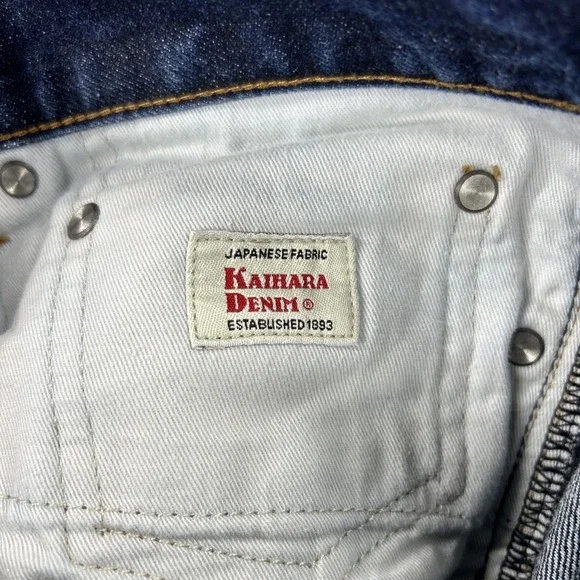 JAPANESE FABRIC
KAIHARA
DENIM ®
ESTABLISHED 1893